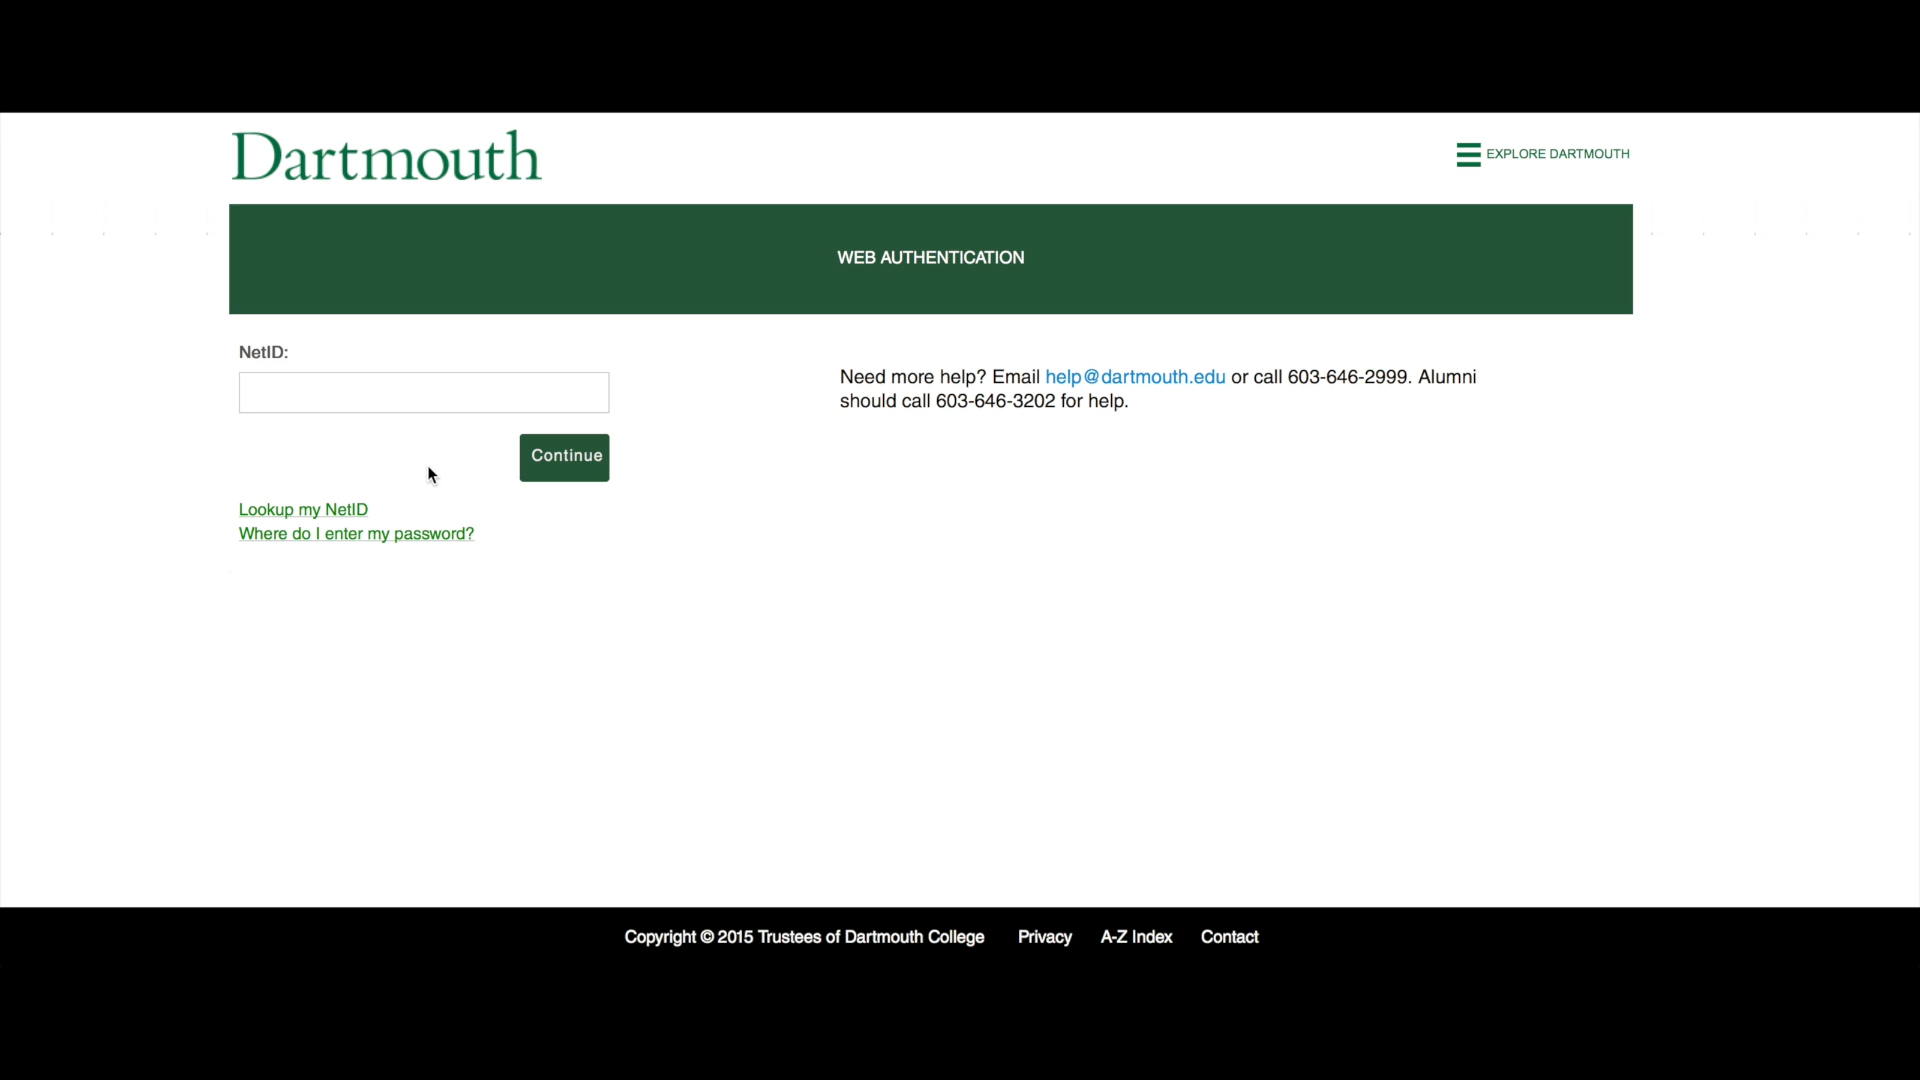 Dartmouth
EXPLORE DARTMOUTH
WEB AUTHENTICATION
NetID:
Continue
Lookup my NetID
Where do I enter my password?
Need more help? Email help@dartmouth.edu or call 603-646-2999. Alumni
should call 603-646-3202 for help.
Copyright © 2015 Trustees of Dartmouth College Privacy A-Z Index Contact